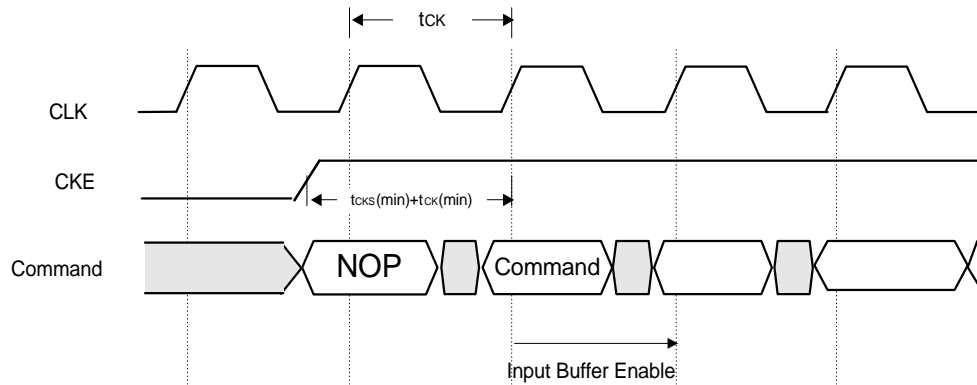 tCK
CLK
CKE
tCKS(min)+tCK(min)
Command
NOP
Command
Input Buffer Enable